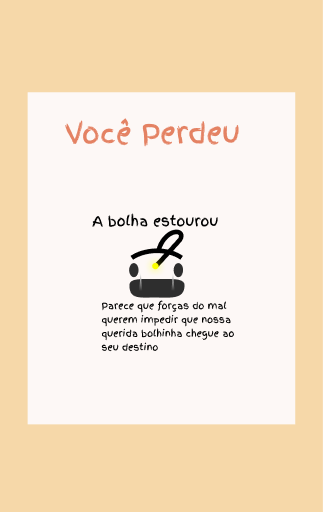 Você Perdeu
A bolha estourou
Parece que forças do mal
querem impedir que nossa
querida bolhinha chegue ao
seu destino